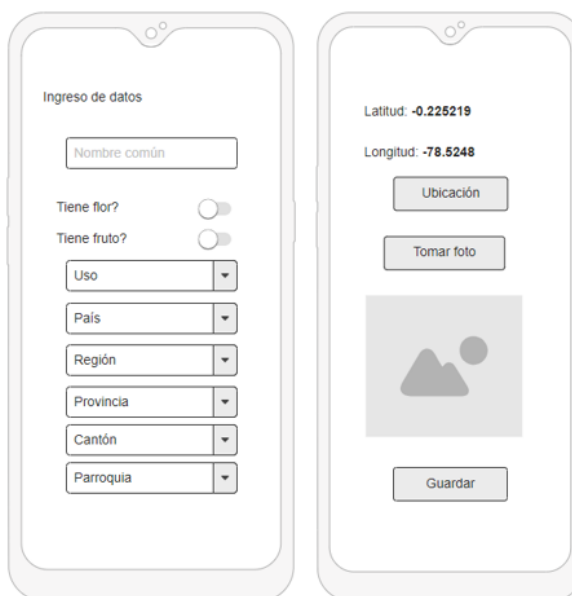 Ingreso de datos
Nombre común
Tiene flor?
Tiene fruto?
Uso
País
Región
Provincia
Cantón
Parroquia
Latitud: -0.225219
Longitud: -78.5248
Ubicación
Tomar foto
Guardar